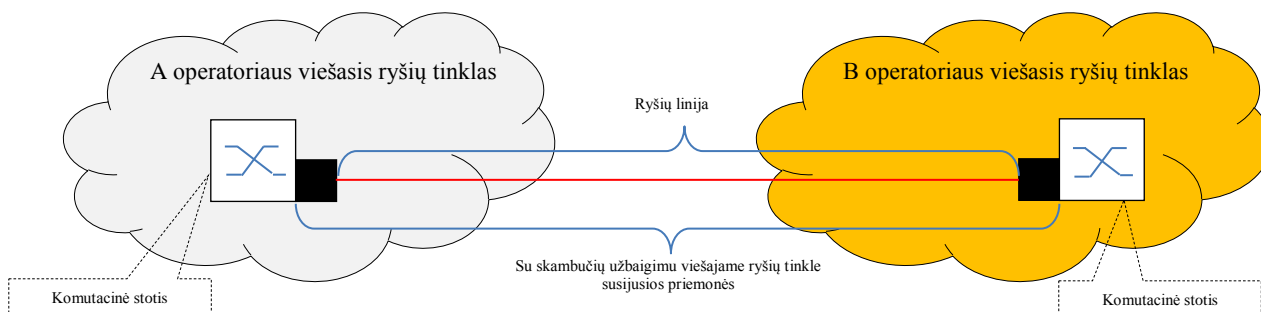 A operatoriaus viešasis ryšių tinklas
B operatoriaus viešasis ryšių tinklas
Ryšių linija
Su skambučių užbaigimu viešajame ryšių tinkle
susijusios priemonės
Komutacinė stotis
Komutacinė stotis